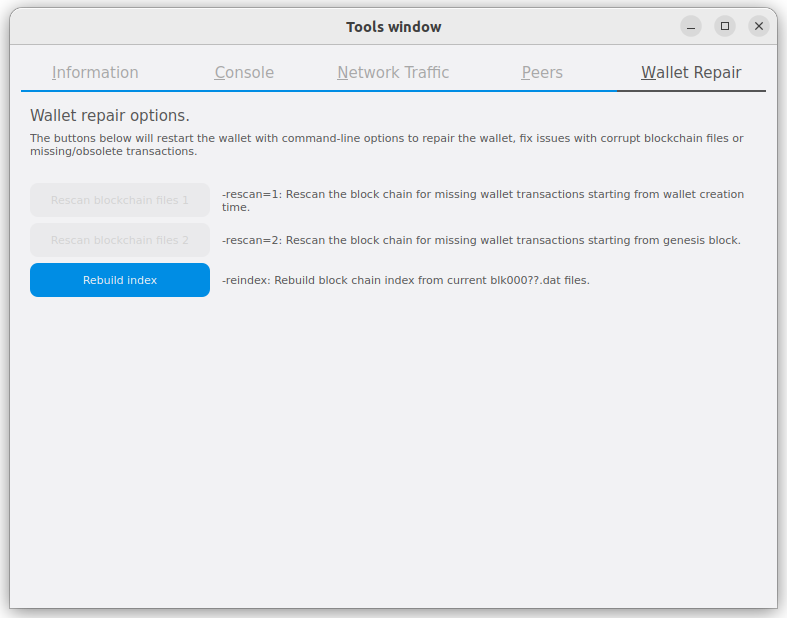 Tools window
Information
Console
Network Traffic
Peers
Wallet Repair
Wallet repair options.
The buttons below will restart the wallet with command-line options to repair the wallet, fix issues with corrupt blockchain files or
missing/obsolete transactions.
Rescan blockchain files 1
-rescan=1: Rescan the block chain for missing wallet transactions starting from wallet creation
time.
Rescan blockchain files 2
-rescan=2: Rescan the block chain for missing wallet transactions starting from genesis block.
Rebuild index
-reindex: Rebuild block chain index from current blk000??.dat files.